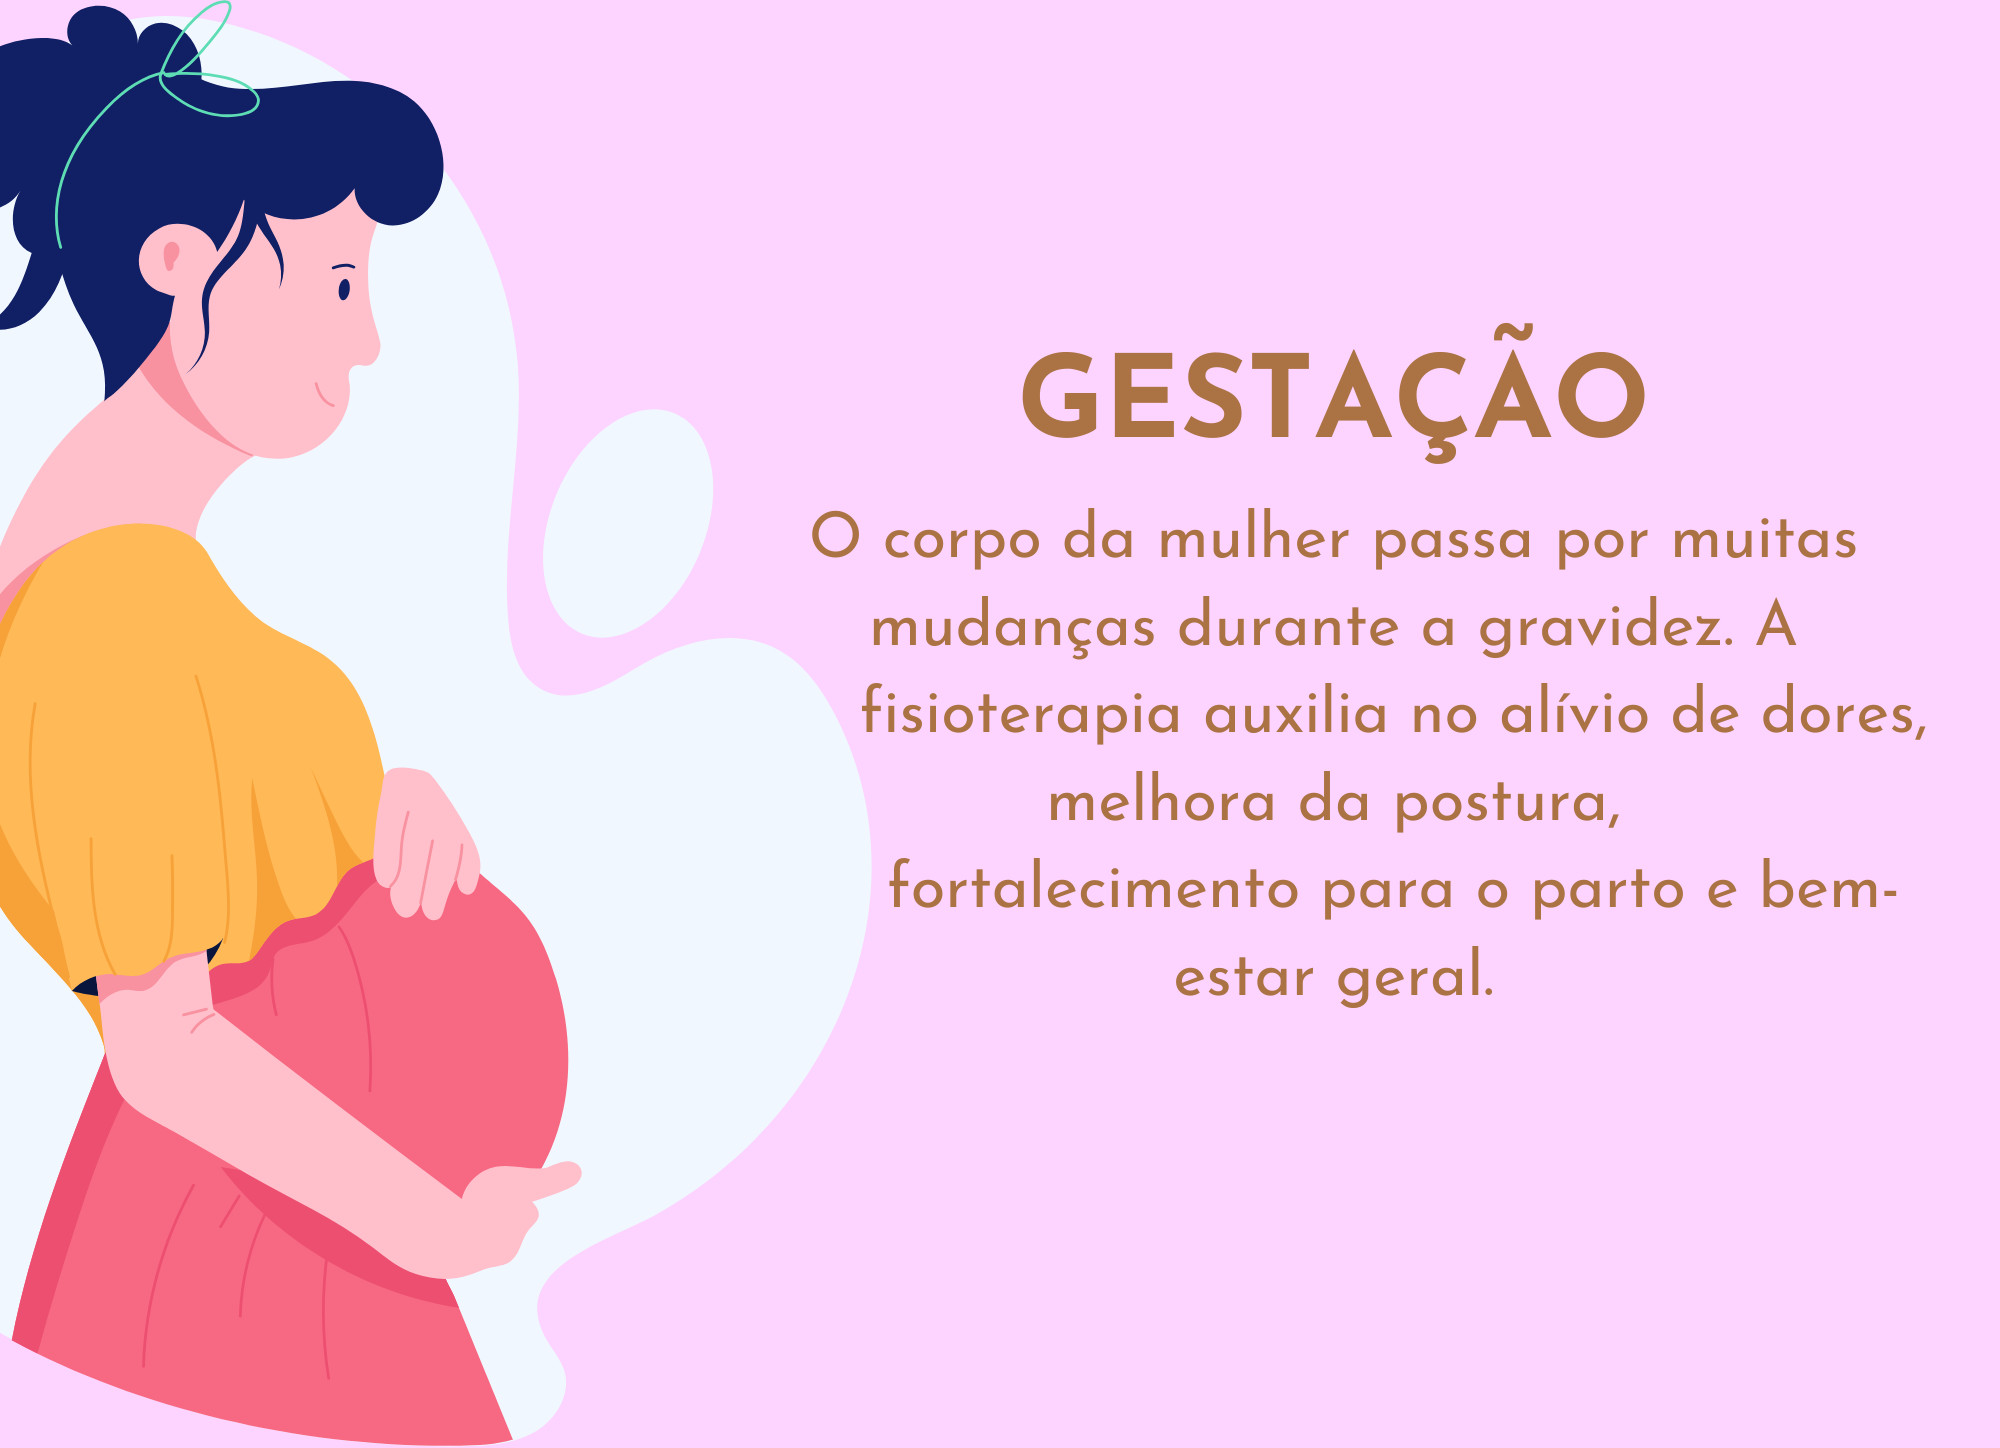 GESTAÇÃO
O corpo da mulher passa por muitas
mudanças durante a gravidez. A
fisioterapia auxilia no alívio de dores,
melhora da postura,
fortalecimento para o parto e bem-
estar geral.